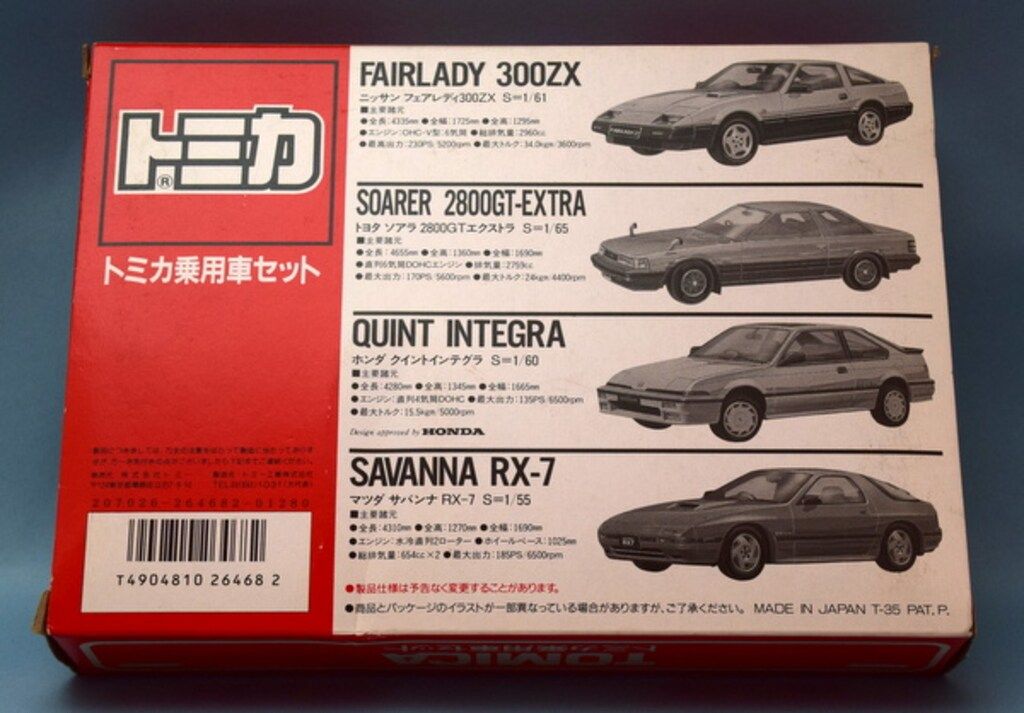 トミカ®
トミカ乗用車セット
207026-264682-01280
T4904810 26468 2
FAIRLADY 300ZX
ニッサン フェアレディ300ZX S=1/61
■主要諸元
●全長:4335mm ●全幅:1725mm ●全高:1295mm
●エンジン:OHC-V型:6気筒 ●総排気量:2960cc
●最高出力:230PS/5200rpm ●最大トルク:34.0kgm/3600rpm
FAIRLADY Z
SOARER 2800GT-EXTRA
トヨタ ソアラ 2800GTエクストラ S=1/65
■主要諸元
●全長:4655mm ●全高:1360mm ●全幅:1690mm
●直列6気筒DOHCエンジン ●排気量:2759cc
●最大出力:170PS/5600rpm ●最大トルク:24kgm/4400rpm
QUINT INTEGRA
ホンダ クイントインテグラ S=1/60
■主要諸元
●全長:4280mm ●全高:1345mm ●全幅:1665mm
●エンジン:直列4気筒DOHC ●最大出力:135PS/6500rpm
●最大トルク:15.5kgm/5000rpm
Design approved by HONDA
SAVANNA RX-7
マツダ サバンナ RX-7 S=1/55
■主要諸元
●全長:4310mm ●全高:1270mm ●全幅:1690mm
●エンジン:水冷直列2ローター ●ホイールベース:1025mm
●総排気量:654cc×2 ●最大出力:185PS/6500rpm
RX7
●製品仕様は予告なく変更することがあります。
●商品とパッケージのイラストが一部異なっている場合がありますが、ご了承ください。 MADE IN JAPAN T-35 PAT.P.
TOMICA
トミカ乗用車セット